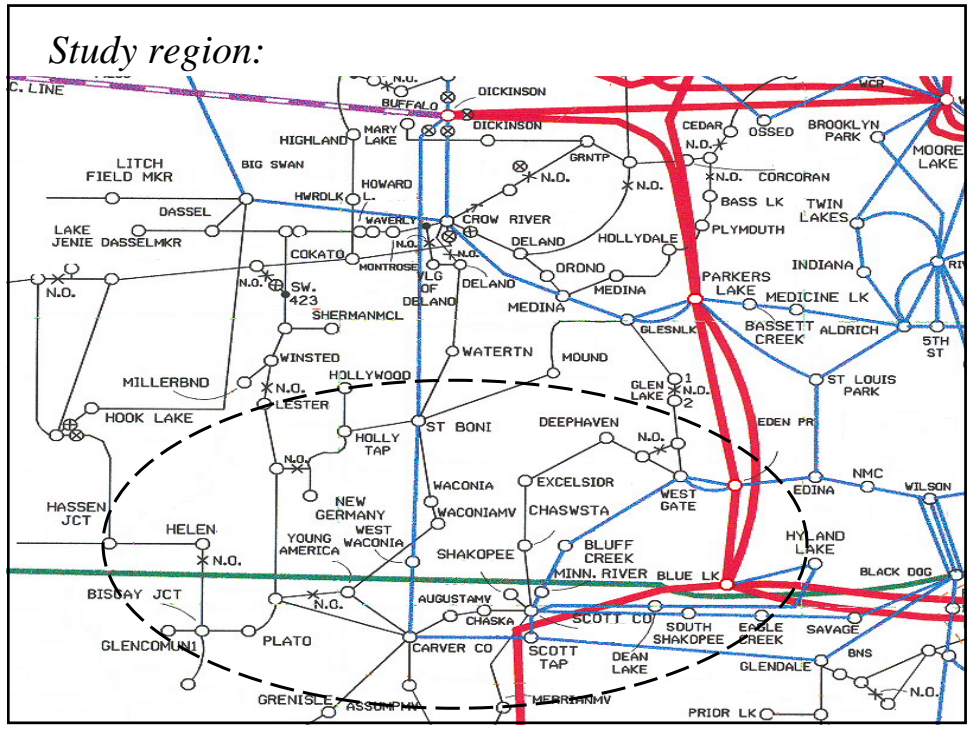 Study region:
C. LINE
N.O.
DICKINSON
BUFFALO
DICKINSON
WCR
MARY
LAKE
HIGHLAND
CEDAR
OSSEO
BROOKLYN
PARK
MOORE
LAKE
LITCH
FIELD MKR
BIG SWAN
GRNTP
N.O.
N.O.
N.O.
N.O.
CORCORAN
HWRDLK
HOWARD
L.
BASS LK
TWIN
LAKES
DASSEL
WAVERLY
CROW RIVER
PLYMOUTH
LAKE
JENIE
DASSELMKR
COKATO
MONTROSE
N.O.
N.O.
DELAND
HOLLYDALE
INDIANA
RIV
N.O.
N.O.
SW.
423
VLG
OF
DELANO
DELAND
ORONO
MEDINA
MEDINA
PARKERS
LAKE
MEDICINE LK
SHERMANMCL
GLESNLK
BASSETT
CREEK
ALDRICH
5TH
ST
WINSTED
WATERTN
MOUND
MILLERBND
N.O.
HOLLYWOOD
GLEN
LAKE
1
N.O.
2
ST LOUIS
PARK
HOOK LAKE
LESTER
ST BONI
DEEPHAVEN
EDEN PR
HOLLY
TAP
N.O.
N.O.
WACONIA
EXCELSIOR
WEST
GATE
EDINA
NMC
WILSON
HASSEN
JCT
NEW
GERMANY
WACONIAMV
CHASWSTA
HELEN
YOUNG
AMERICA
WEST
WACONIA
SHAKOPEE
BLUFF
CREEK
HYLAND
LAKE
N.O.
MINN. RIVER
BLUE LK
BLACK DOG
BISCAY JCT
N.O.
AUGUSTAMV
CHASKA
SCOTT CO
SOUTH
SHAKOPEE
EAGLE
CREEK
SAVAGE
GLENCOMUN1
PLATO
CARVER CO
SCOTT
TAP
DEAN
LAKE
GLENDALE
BNS
N.O.
GRENISLE
ASSUMPMV
MERRIANMV
PRIOR LK